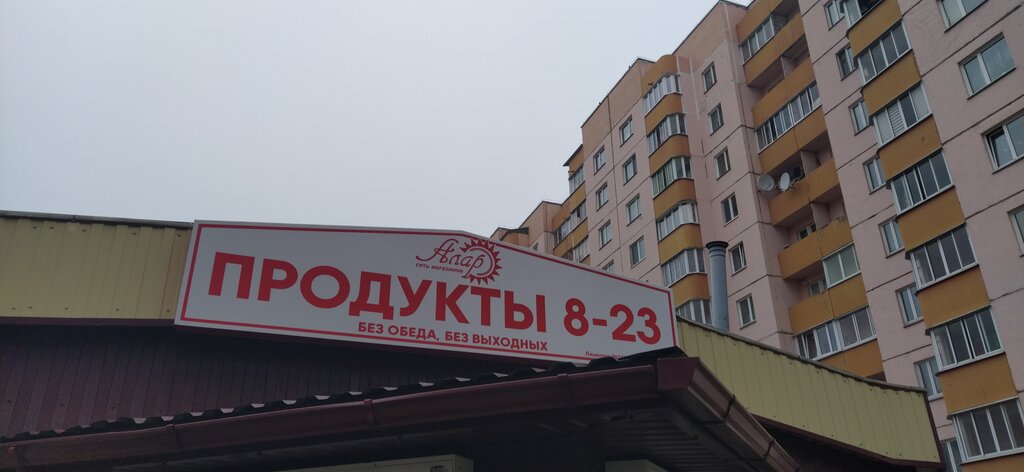 Алар
сеть магазинов
ПРОДУКТЫ 8-23
БЕЗ ОБЕДА, БЕЗ ВЫХОДНЫХ